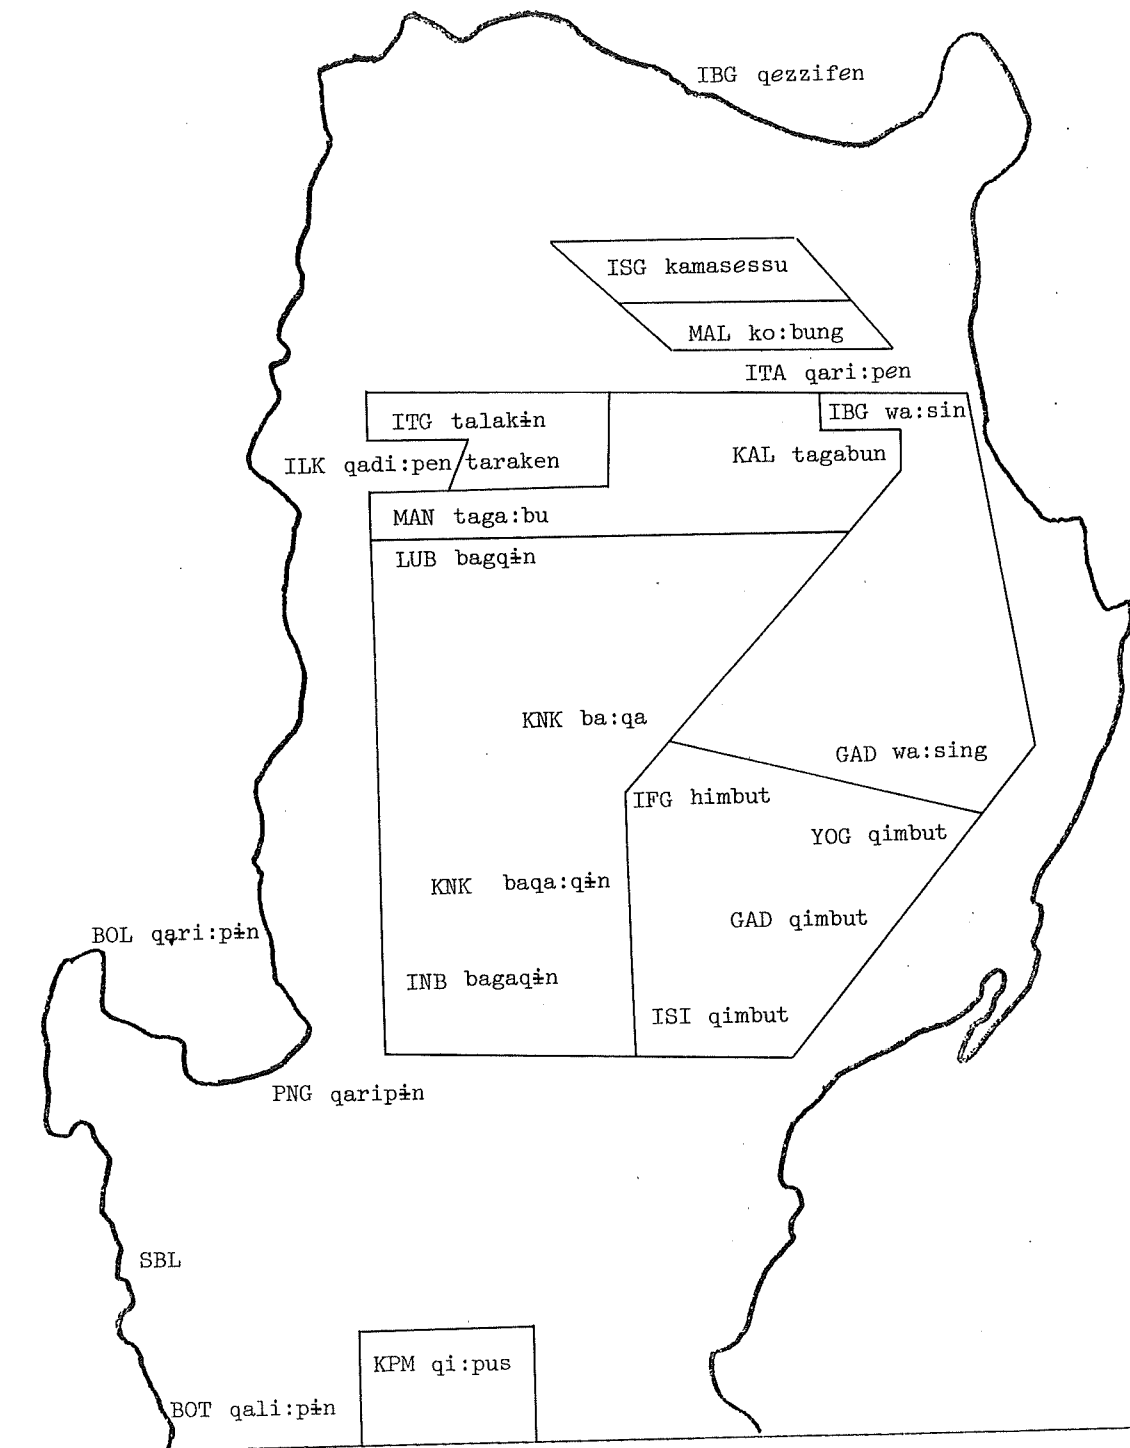 IBG qezzifen
ISG kamasessu
MAL ko:bung
ITA qari:pen
IBG wa:sin
ITG talakɨn
KAL tagabun
ILK qadi:pen/taraken
MAN taga:bu
LUB bagqɨn
KNK ba:qa
GAD wa:sing
IFG himbut
YOG qimbut
KNK baqa:qɨn
GAD qimbut
BOL qari:pɨn
INB bagaqɨn
ISI qimbut
PNG qaripɨn
SBL
KPM qi:pus
BOT qali:pɨn